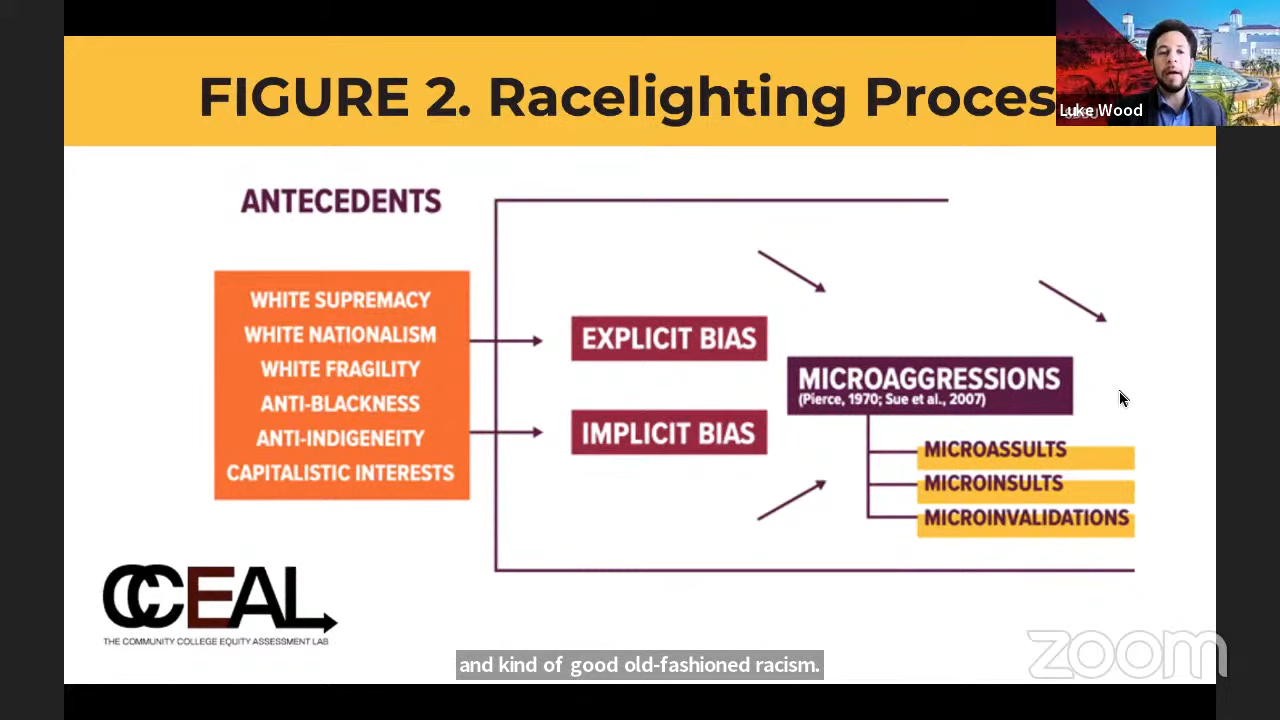 FIGURE 2. Racelighting Proces
Luke Wood
ANTECEDENTS
WHITE SUPREMACY
WHITE NATIONALISM
WHITE FRAGILITY
ANTI-BLACKNESS
ANTI-INDIGENEITY
CAPITALISTIC INTERESTS
EXPLICIT BIAS
IMPLICIT BIAS
MICROAGGRESSIONS
(Pierce, 1970; Sue et al., 2007)
MICROASSULTS
MICROINSULTS
MICROINVALIDATIONS
CCEAL
THE COMMUNITY COLLEGE EQUITY ASSESSMENT LAB
and kind of good old-fashioned racism.
zoom